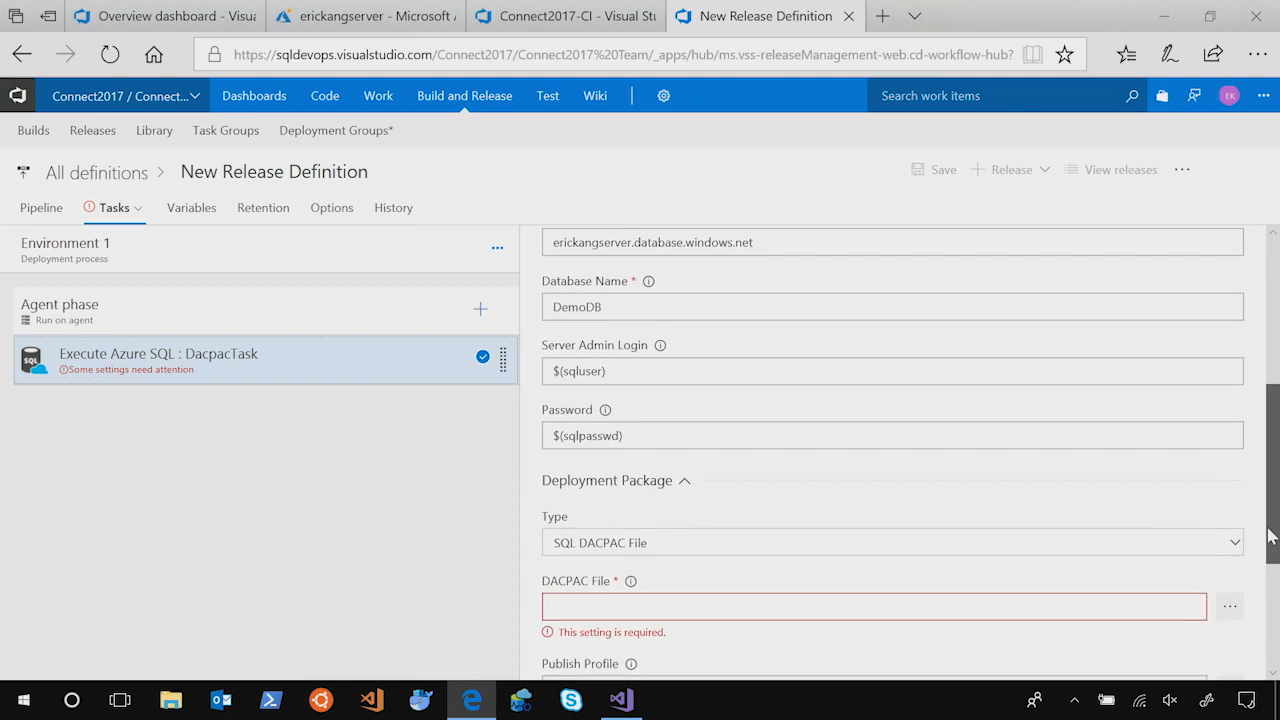 Overview dashboard - Visua
erickangserver - Microsoft A
Connect2017-CI - Visual Stu
New Release Definition
https://sqldevops.visualstudio.com/Connect2017/Connect2017%20Team/_apps/hub/ms.vss-releaseManagement-web.cd-workflow-hub?
Connect2017 / Connect...
Dashboards
Code
Work
Build and Release
Test
Wiki
Search work items
EK
Builds
Releases
Library
Task Groups
Deployment Groups*
All definitions > New Release Definition
Save
Release
View releases
Pipeline
Tasks
Variables
Retention
Options
History
Environment 1
Deployment process
Agent phase
Run on agent
SQL
Execute Azure SQL : DacpacTask
Some settings need attention
erickangserver.database.windows.net
Database Name *
DemoDB
Server Admin Login
$(sqluser)
Password
$(sqlpasswd)
Deployment Package
Type
SQL DACPAC File
DACPAC File *
This setting is required.
Publish Profile